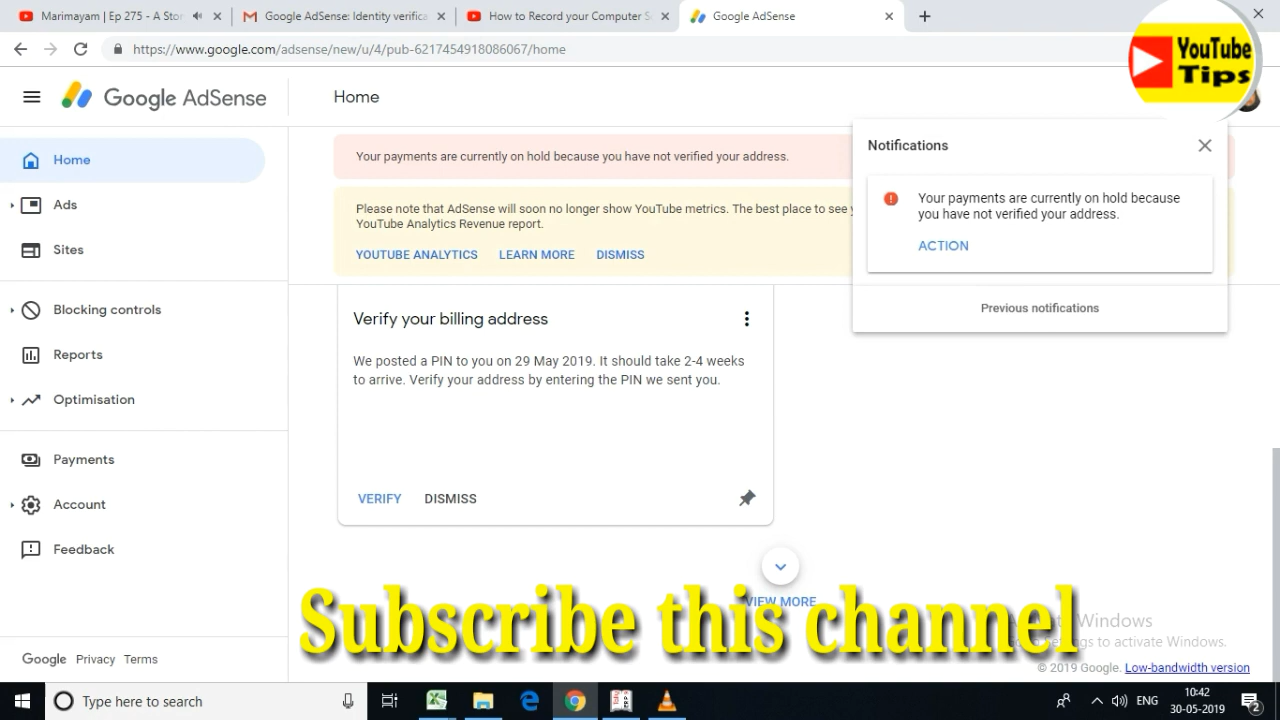 Marimayam | Ep 275 - A Stor
Google AdSense: Identity verifica
How to Record your Computer S
Google AdSense
https://www.google.com/adsense/new/u/4/pub-6217454918086067/home
YouTube
Tips
Google AdSense
Home
Home
Ads
Sites
Blocking controls
Reports
Optimisation
Payments
Account
Feedback
Google Privacy Terms
Your payments are currently on hold because you have not verified your address.
Please note that AdSense will soon no longer show YouTube metrics. The best place to see y
YouTube Analytics Revenue report.
YOUTUBE ANALYTICS LEARN MORE DISMISS
Notifications
Your payments are currently on hold because
you have not verified your address.
ACTION
Previous notifications
Verify your billing address
We posted a PIN to you on 29 May 2019. It should take 2-4 weeks
to arrive. Verify your address by entering the PIN we sent you.
VERIFY DISMISS
VIEW MORE
Subscribe this channel
Windows
to activate Windows.
© 2019 Google. Low-bandwidth version
Type here to search
ENG
10:42
30-05-2019
2